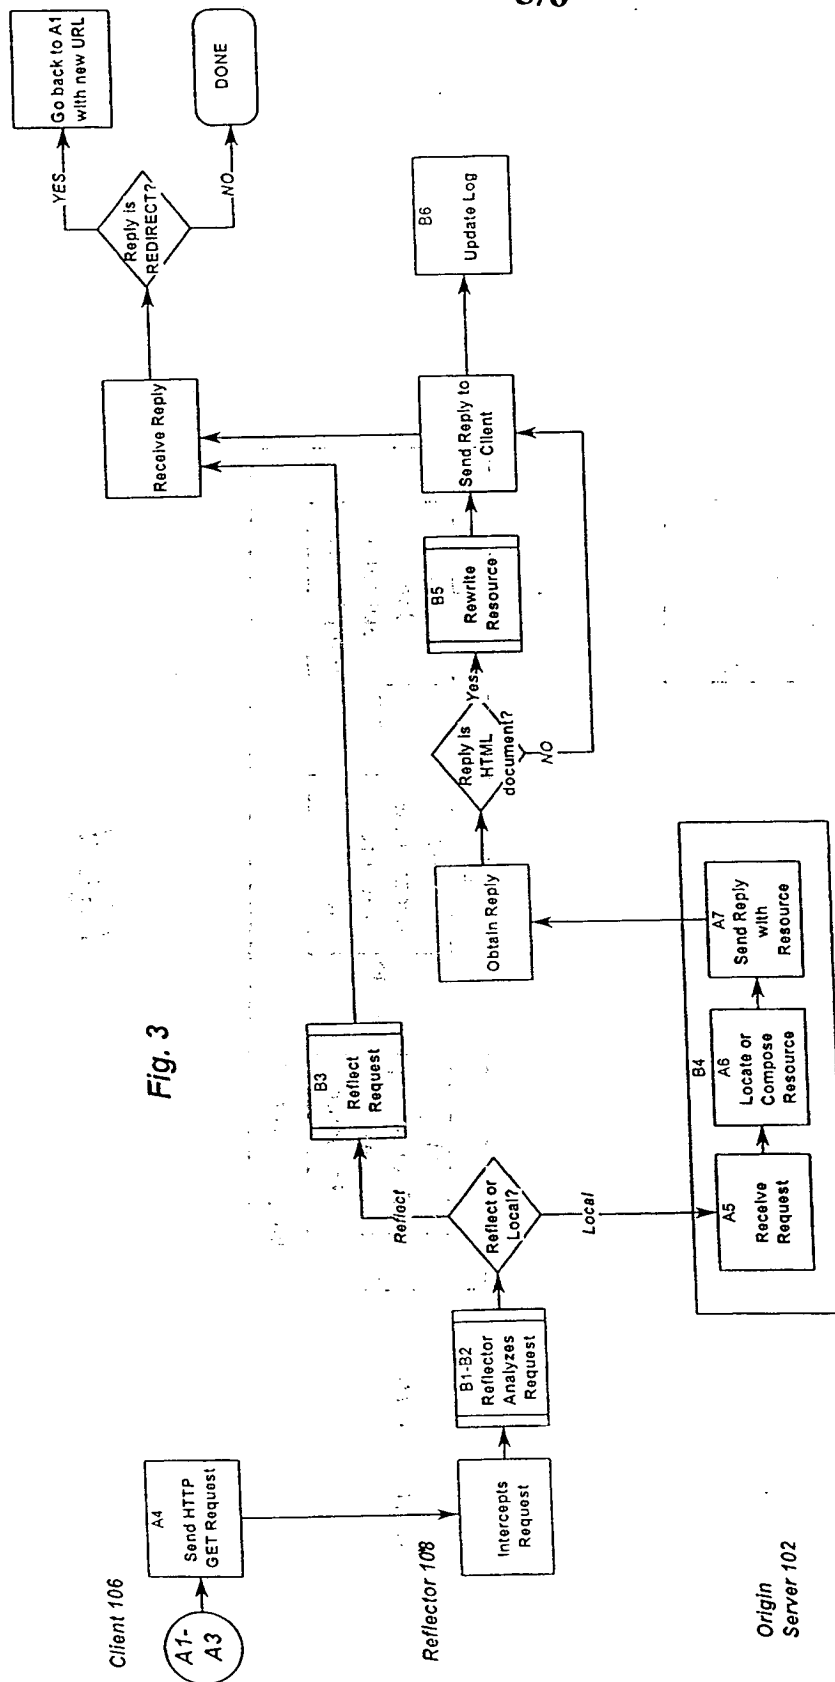 Fig. 3
Client 106
A1-
A3
A4
Send HTTP
GET Request
Receive Reply
Reply is
REDIRECT?
YES
Go back to A1
with new URL
NO
DONE
Reflector 108
Intercepts
Request
B1-B2
Reflector
Analyzes
Request
Reflect or
Local?
Reflect
B3
Reflect
Request
Local
Obtain Reply
Reply is
HTML
document?
Yes
NO
B5
Rewrite
Resource
Send Reply to
Client
B6
Update Log
Origin
Server 102
B4
A5
Receive
Request
A6
Locate or
Compose
Resource
A7
Send Reply
with
Resource